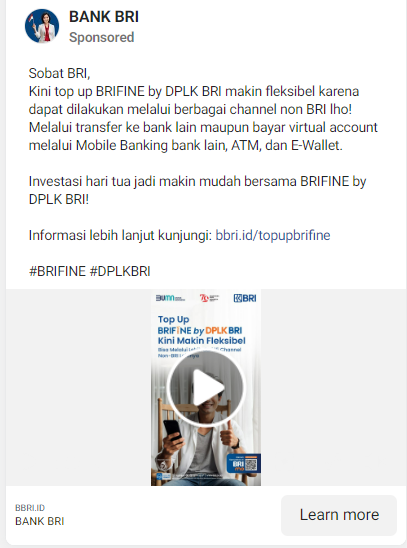 BANK BRI
Sponsored
Sobat BRI,
Kini top up BRIFINE by DPLK BRI makin fleksibel karena
dapat dilakukan melalui berbagai channel non BRI lho!
Melalui transfer ke bank lain maupun bayar virtual account
melalui Mobile Banking bank lain, ATM, dan E-Wallet.
Investasi hari tua jadi makin mudah bersama BRIFINE by
DPLK BRI!
Informasi lebih lanjut kunjungi: bbri.id/topupbrifine
#BRIFINE #DPLKBRI
BUMN
BRI
Top Up
BRIFINE by DPLK BRI
Kini Makin Fleksibel
Bisa Melalui
Channel
Non-BRI
BRI
BBRI.ID
BANK BRI
Learn more